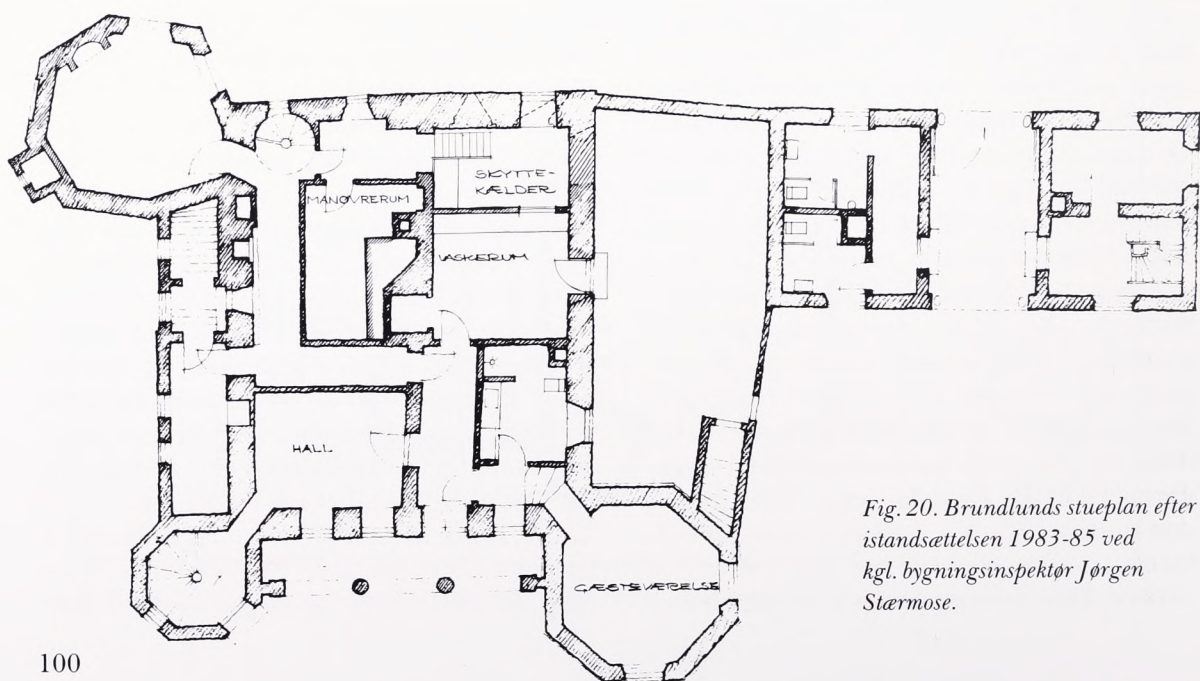 SKYTTE-
KÆLDER
MANØVRERUM
VASKERUM
HALL
GÆSTEVÆRELSE
Fig. 20. Brundlunds stueplan efter
istandsættelsen 1983-85 ved
kgl. bygningsinspektør Jørgen
Stærmose.
100